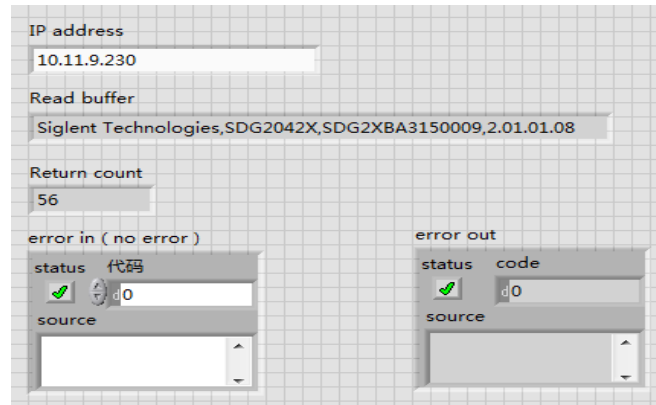 IP address
10.11.9.230
Read buffer
Siglent Technologies,SDG2042X,SDG2XBA3150009,2.01.01.08
Return count
56
error in ( no error )
error out
status 代码
status code
d 0
d 0
source
source